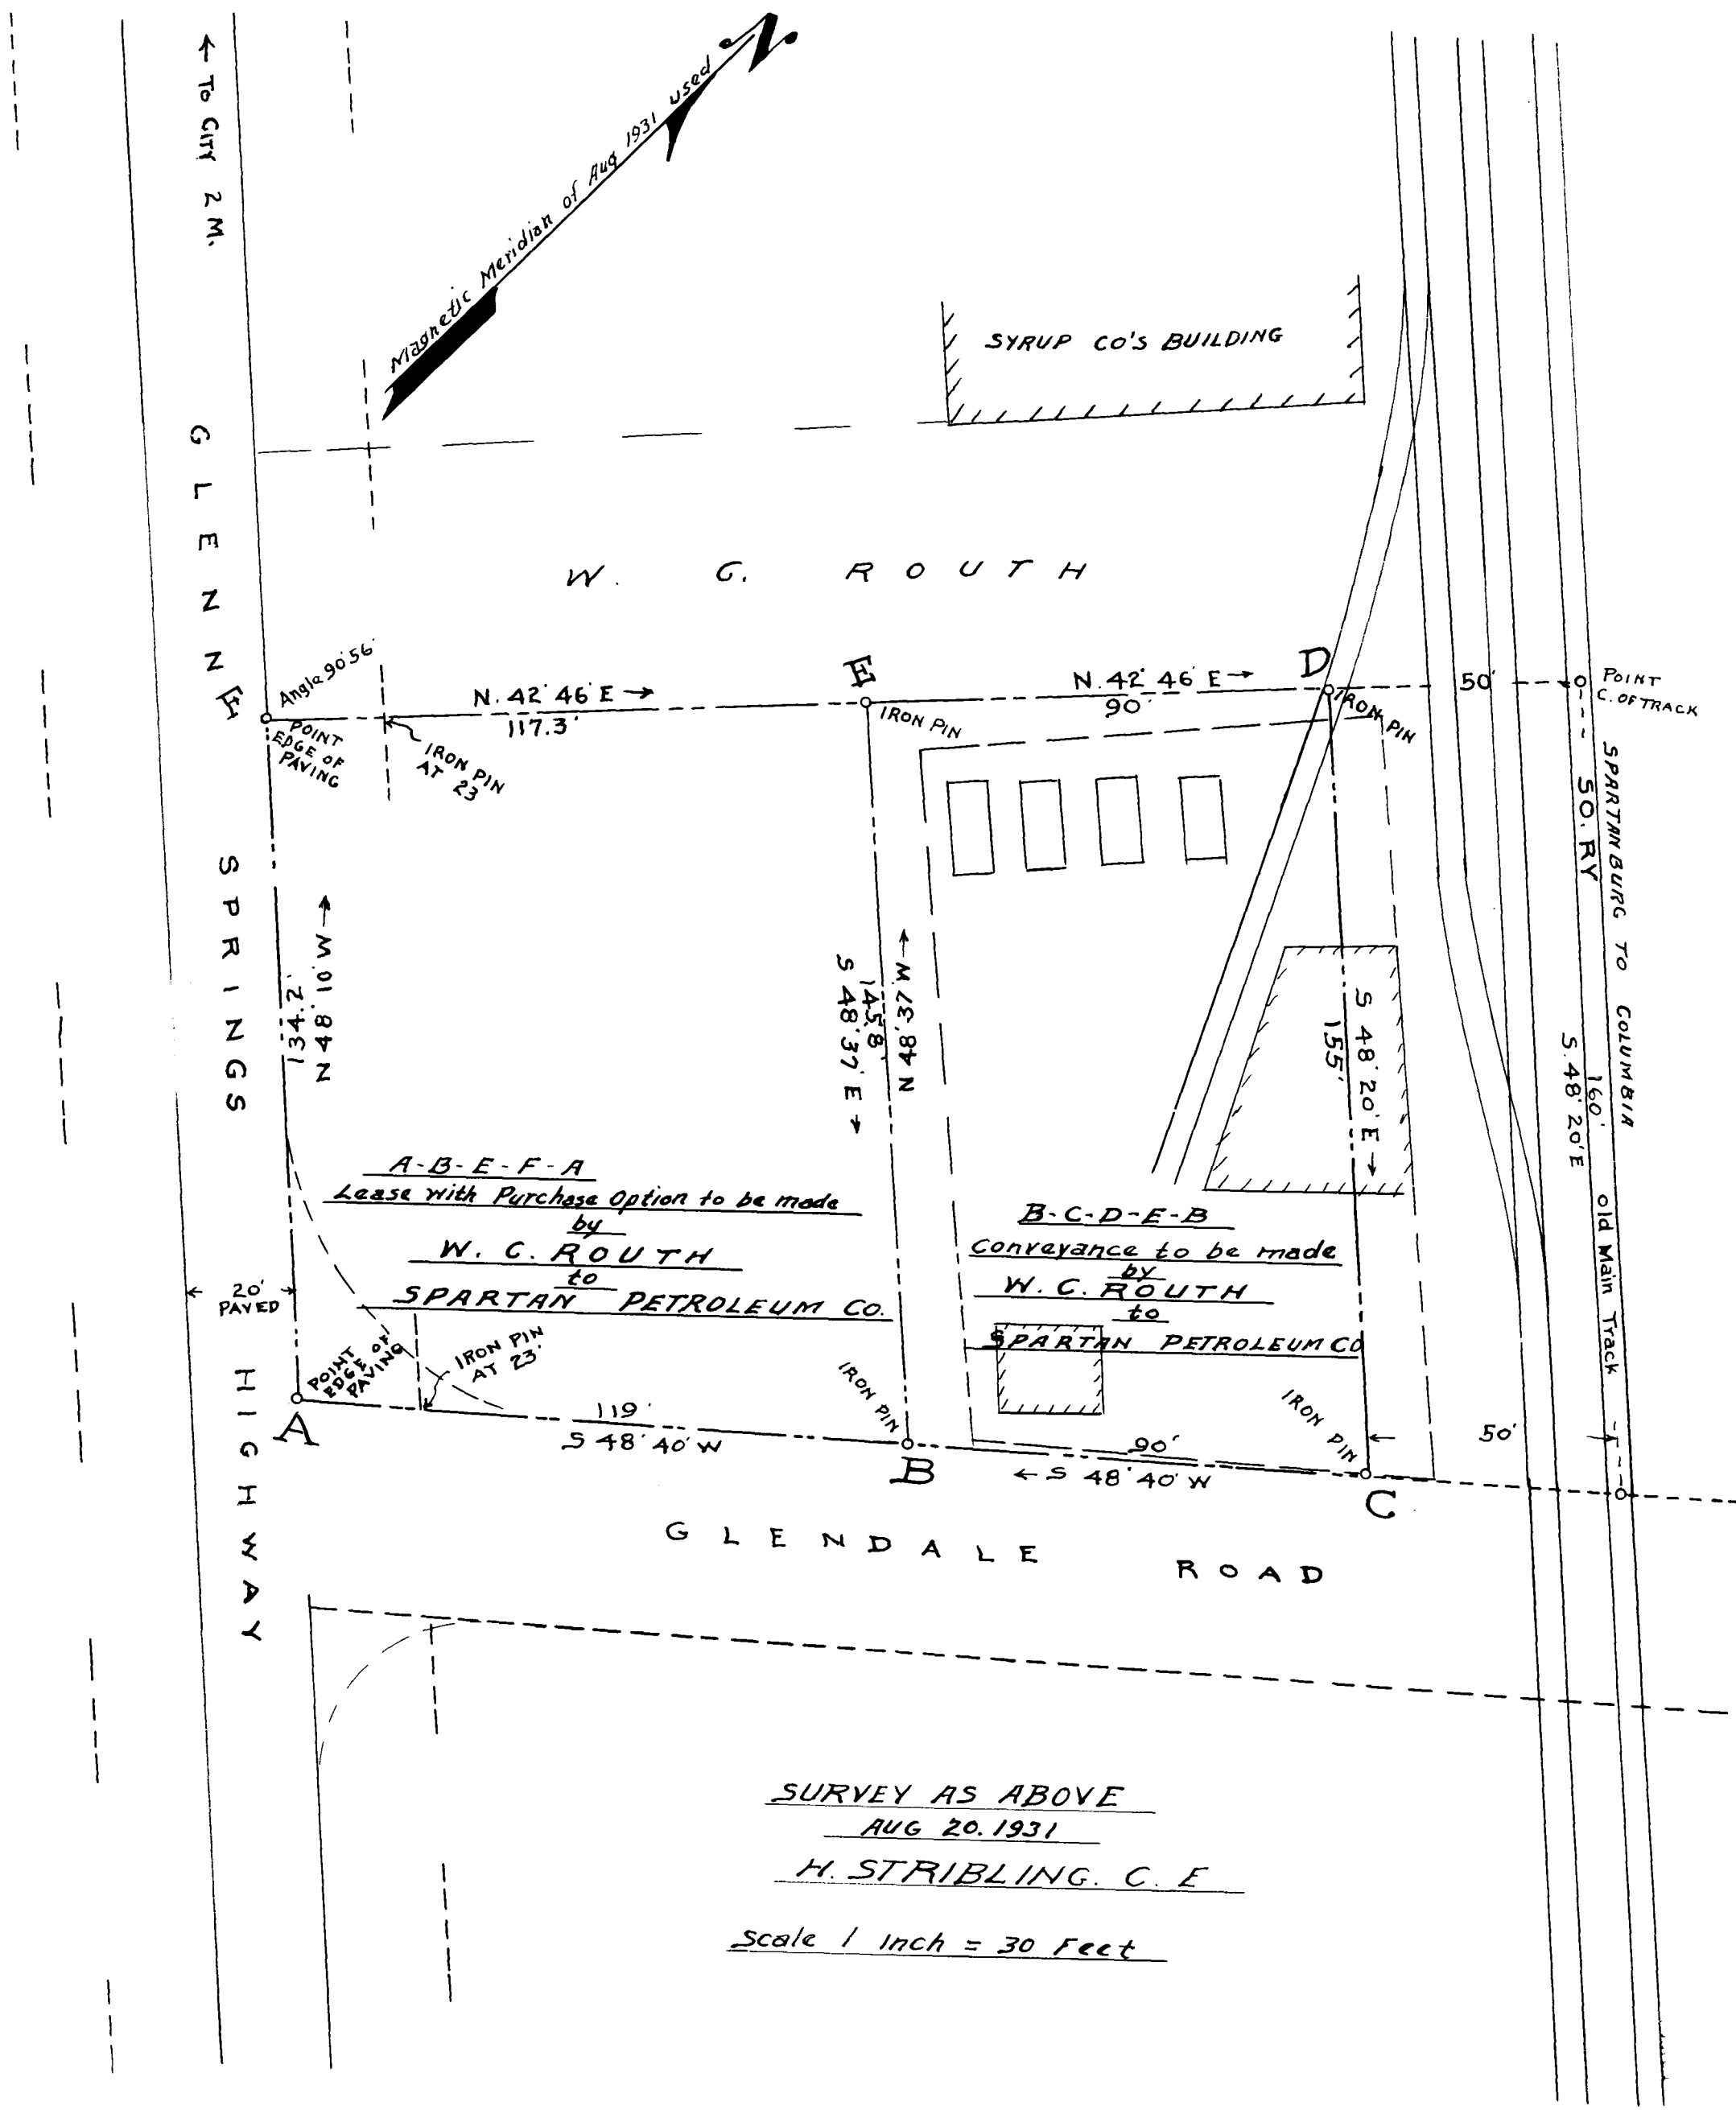 ← TO CITY 2 M.
Magnetic Meridian of Aug 1931 used
N
SYRUP CO'S BUILDING
GLENN SPRINGS HIGHWAY
W. C. ROUTH
F
Angle 90°56'
POINT
EDGE OF
PAVING
N. 42° 46' E →
117.3'
IRON PIN
AT 23
E
IRON PIN
N. 42° 46' E →
90'
D
IRON PIN
50'
POINT
C. OF TRACK
SPARTANBURG TO COLUMBIA
SO. RY
160'
S. 48° 20' E
Old Main Track
134.2'
N 48° 10' W →
N 48° 37' W →
145.8'
S 48° 37' E →
S 48° 20' E →
155'
A-B-E-F-A
Lease with Purchase Option to be made
by
W. C. ROUTH
to
SPARTAN PETROLEUM CO.
B-C-D-E-B
Conveyance to be made
by
W. C. ROUTH
to
SPARTAN PETROLEUM CO
← 20' →
PAVED
POINT
EDGE OF
PAVING
IRON PIN
AT 23'
A
119'
S 48° 40' W
IRON PIN
B
90'
← S 48° 40' W
IRON PIN
C
← 50' →
GLENDALE ROAD
SURVEY AS ABOVE
AUG 20. 1931
H. STRIBLING. C. E
Scale 1 Inch = 30 Feet